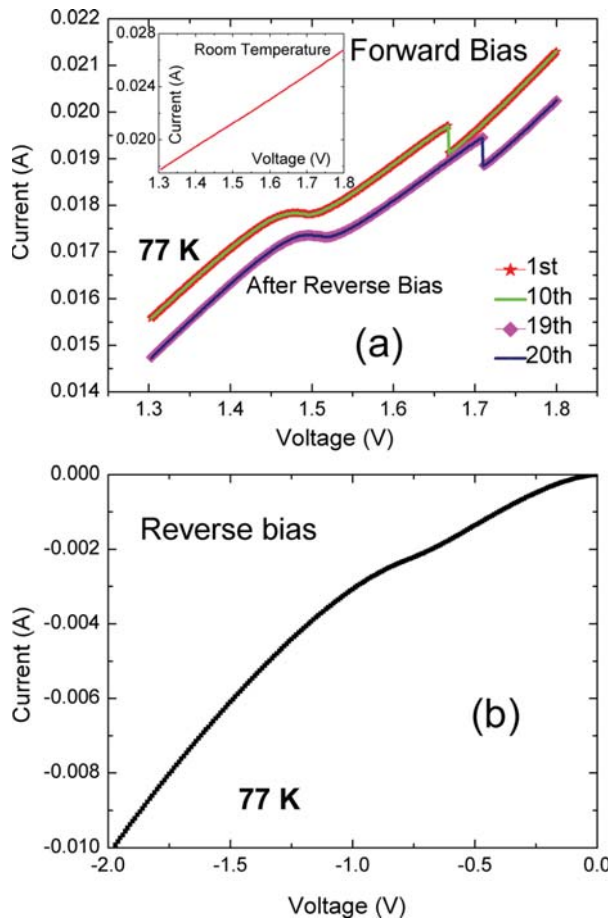 Room Temperature
Forward Bias
Current (A)
0.020 0.024 0.028
Voltage (V)
1.3 1.4 1.5 1.6 1.7 1.8
Current (A)
0.021
0.020
0.019
0.018
0.017
0.016
0.015
0.014
77 K
After Reverse Bias
1st
10th
19th
20th
(a)
1.3 1.4 1.5 1.6 1.7 1.8
Voltage (V)
0.000
-0.002
-0.004
-0.006
-0.008
-0.010
Current (A)
Reverse bias
(b)
77 K
-2.0 -1.5 -1.0 -0.5 0.0
Voltage (V)